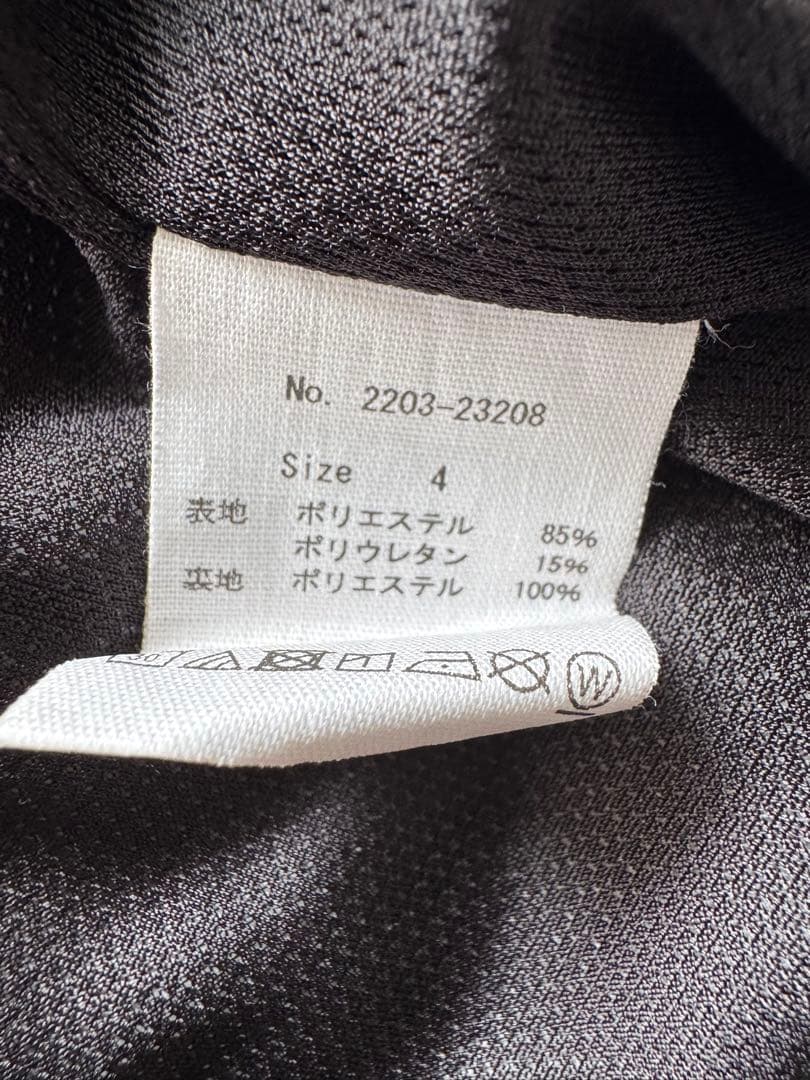 No. 2203-23208
Size 4
表地 ポリエステル 85%
ポリウレタン 15%
裏地 ポリエステル 100%
30
W